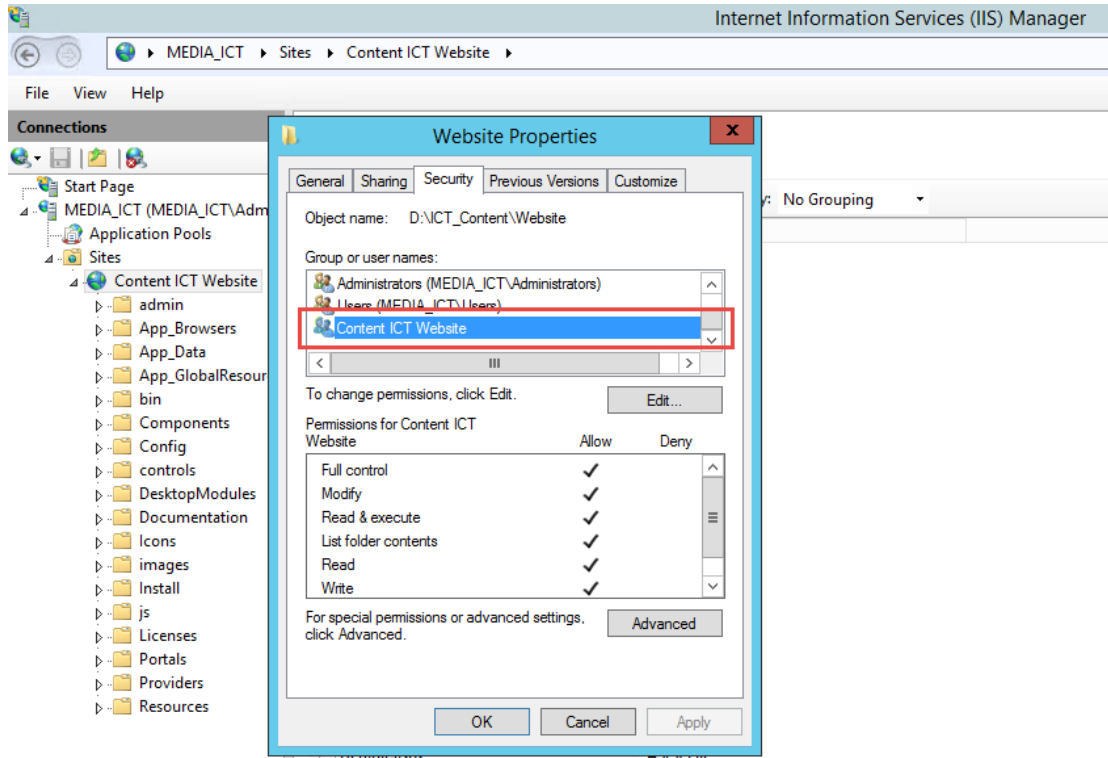 Internet Information Services (IIS) Manager
MEDIA_ICT Sites Content ICT Website
File View Help
Connections
Start Page
MEDIA_ICT (MEDIA_ICT\Adm
Application Pools
Sites
Content ICT Website
admin
App_Browsers
App_Data
App_GlobalResour
bin
Components
Config
controls
DesktopModules
Documentation
Icons
images
Install
js
Licenses
Portals
Providers
Resources
Website Properties
x
General Sharing Security Previous Versions Customize
Object name: D:\ICT_Content\Website
Group or user names:
Administrators (MEDIA_ICT\Administrators)
Users (MEDIA_ICT\Users)
Content ICT Website
To change permissions, click Edit.
Edit...
Permissions for Content ICT
Website Allow Deny
Full control
Modify
Read & execute
List folder contents
Read
Write
For special permissions or advanced settings,
click Advanced.
Advanced
OK Cancel Apply
y: No Grouping